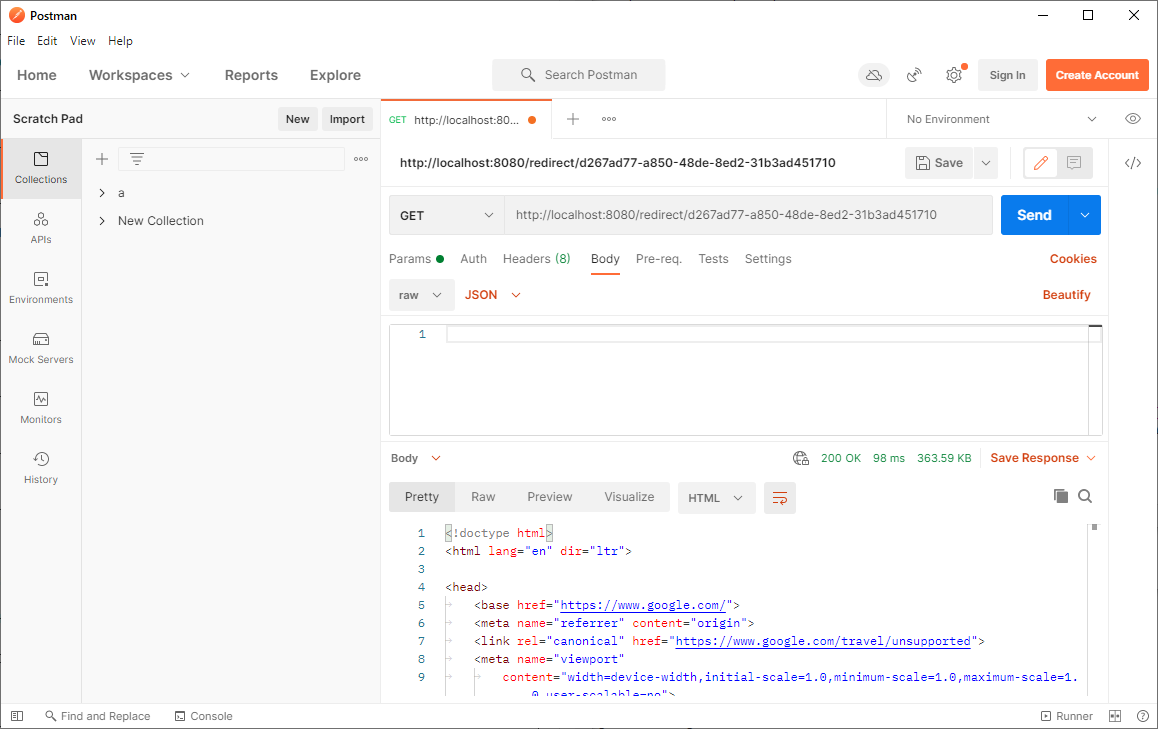 Postman
File Edit View Help
Home Workspaces Reports Explore Search Postman Sign In Create Account
Scratch Pad New Import
GET http://localhost:80... No Environment
http://localhost:8080/redirect/d267ad77-a850-48de-8ed2-31b3ad451710 Save
Collections
APIs
Environments
Mock Servers
Monitors
History
a
New Collection
GET http://localhost:8080/redirect/d267ad77-a850-48de-8ed2-31b3ad451710 Send
Params Auth Headers (8) Body Pre-req. Tests Settings Cookies
raw JSON Beautify
1
Body 200 OK 98 ms 363.59 KB Save Response
Pretty Raw Preview Visualize HTML
1 <!doctype html>
2 <html lang="en" dir="ltr">
3
4 <head>
5 <base href="https://www.google.com/">
6 <meta name="referrer" content="origin">
7 <link rel="canonical" href="https://www.google.com/travel/unsupported">
8 <meta name="viewport"
9 content="width=device-width,initial-scale=1.0,minimum-scale=1.0,maximum-scale=1.
0,user-scalable=no">
Find and Replace Console Runner